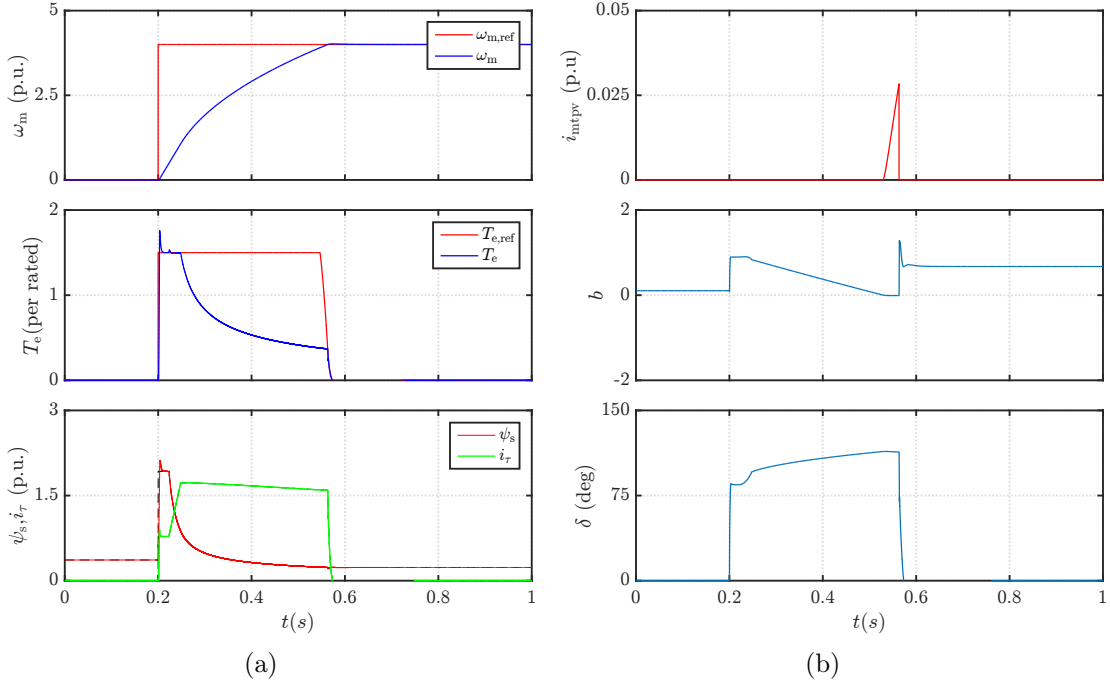 5
2.5
0
ω_m (p.u.)
ω_m,ref
ω_m
2
1
0
T_e(per rated)
T_e,ref
T_e
3
1.5
0
ψ_s,i_τ (p.u.)
ψ_s
i_τ
0 0.2 0.4 0.6 0.8 1
t(s)
(a)
0.05
0.025
0
i_mtpv (p.u)
2
0
-2
b
150
75
0
δ (deg)
0 0.2 0.4 0.6 0.8 1
t(s)
(b)